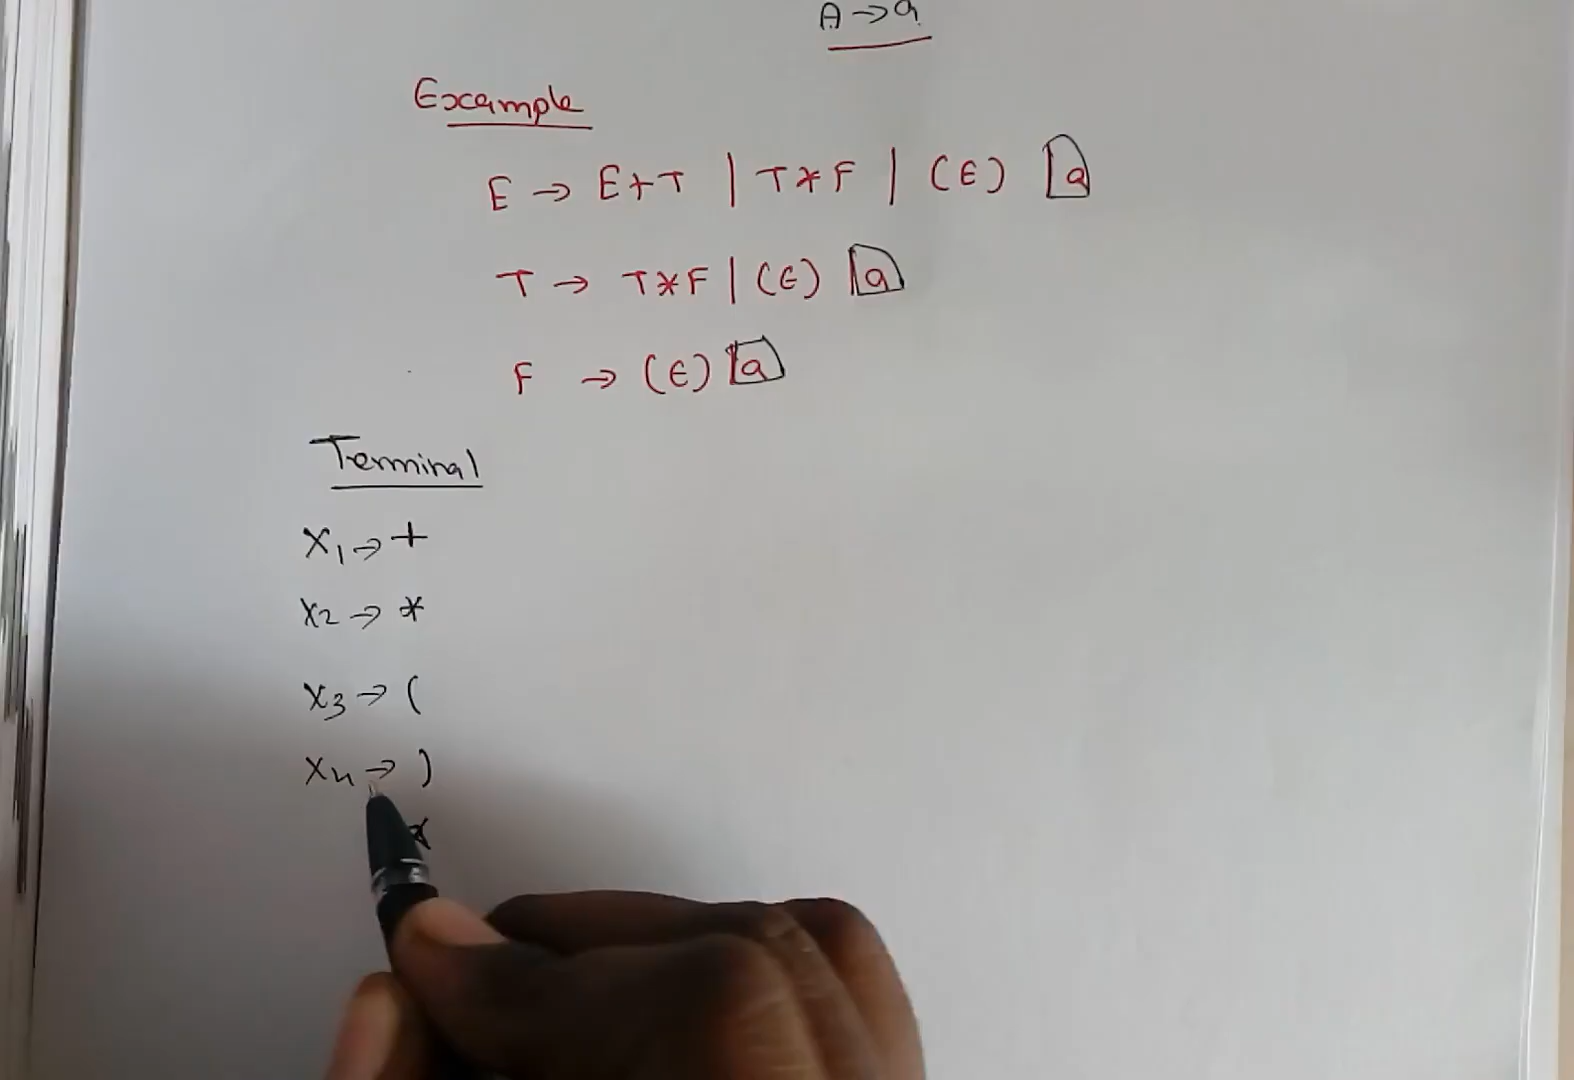 A → a
Example
E → E+T | T*F | (E) | a
T → T*F | (E) | a
F → (E) | a
Terminal
X1 → +
X2 → *
X3 → (
X4 → )